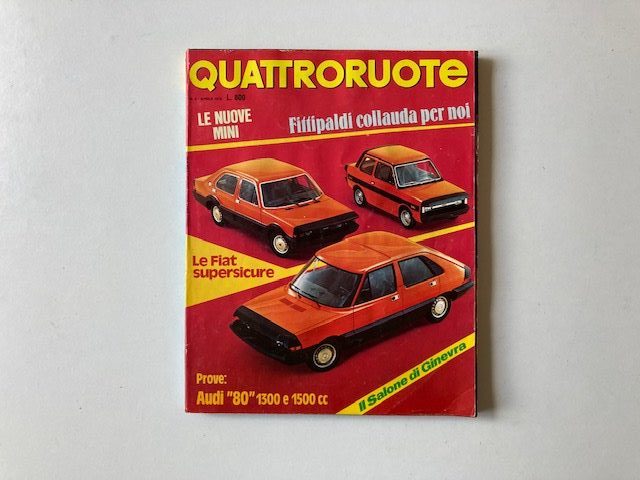 QUATTRORUOTE
L. 800
LE NUOVE
MINI
Fittipaldi collauda per noi
Le Fiat
supersicure
Prove:
Audi "80" 1300 e 1500 cc
Il Salone di Ginevra